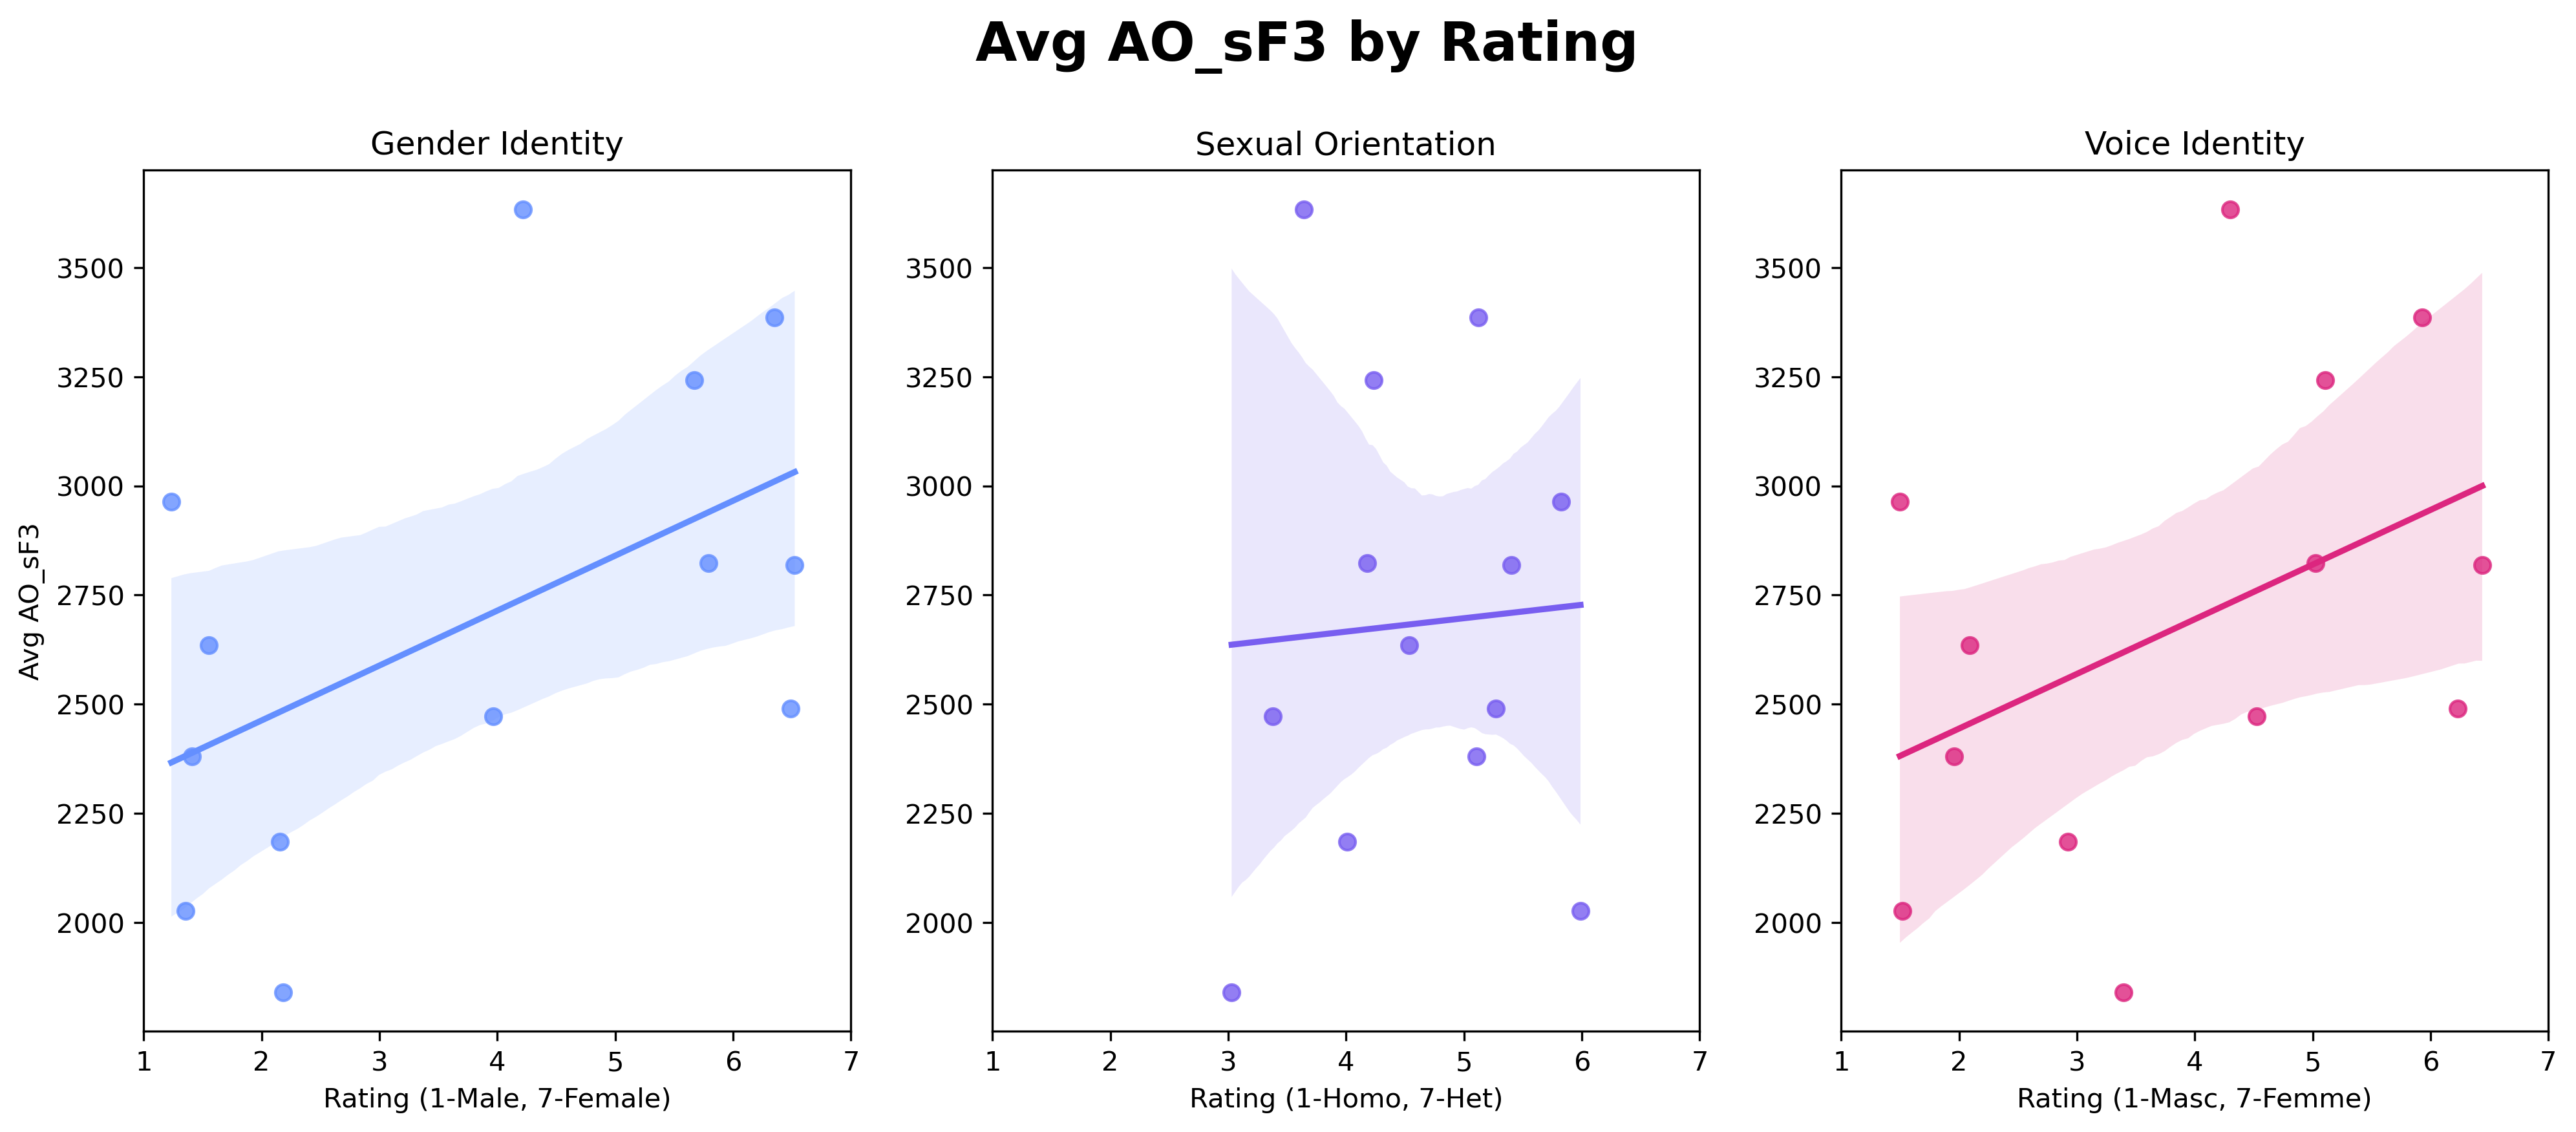 Avg AO_sF3 by Rating
Gender Identity
Sexual Orientation
Voice Identity
Avg AO_sF3
3500
3250
3000
2750
2500
2250
2000
1 2 3 4 5 6 7
Rating (1-Male, 7-Female)
3500
3250
3000
2750
2500
2250
2000
1 2 3 4 5 6 7
Rating (1-Homo, 7-Het)
3500
3250
3000
2750
2500
2250
2000
1 2 3 4 5 6 7
Rating (1-Masc, 7-Femme)